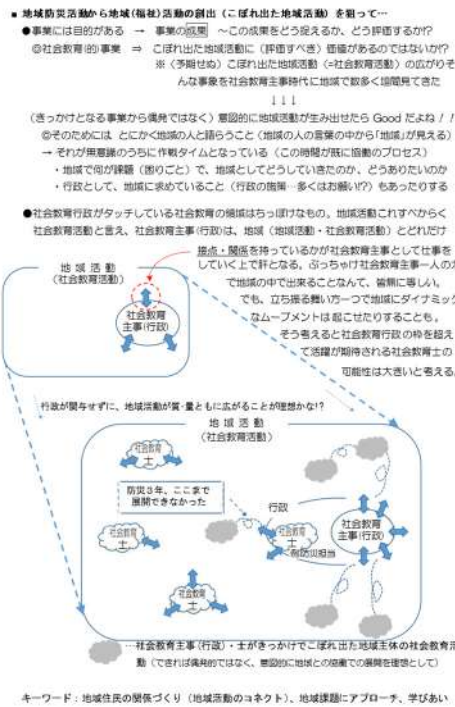 ■ 地域防災活動から地域(福祉)活動の創出（こぼれ出た地域活動）を狙って…
●事業には目的がある → 事業の成果 ～この成果をどう捉えるか、どう評価するか!?
◎社会教育(的)事業 ⇒ こぼれ出た地域活動に（評価すべき）価値があるのではないか!?
※（予期せぬ）こぼれ出た地域活動（=社会教育活動）の広がりそ
んな事象を社会教育主事時代に地域で数多く垣間見てきた
↓↓↓
（きっかけとなる事業から偶発ではなく）意図的に地域活動が生み出せたら Good だよね！！
◎そのためには とにかく地域の人と語らうこと（地域の人の言葉の中から「地域」が見える）
→ それが無意識のうちに作戦タイムとなっている（この時間が既に協働のプロセス）
・地域で何が課題（困りごと）で、地域としてどうしていきたのか、どうありたいのか
・行政として、地域に求めていること（行政の施策…多くはお願い!?）もあったりする
●社会教育行政がタッチしている社会教育の領域はちっぽけなもの。地域活動これすべからく
社会教育活動と言え、社会教育主事(行政)は、地域（地域活動・社会教育活動）とどれだけ
接点・関係を持っているかが社会教育主事として仕事を
していく上で肝となる。ぶっちゃけ社会教育主事一人の
で地域の中で出来ることなんて、皆無に等しい。
でも、立ち振る舞い方一つで地域にダイナミック
なムーブメントは起こせたりすることも。
そう考えると社会教育行政の枠を超え
て活躍が期待される社会教育士の
可能性は大きいと考える。
地域活動
（社会教育活動）
社会教育
主事(行政)
行政が関与せずに、地域活動が質・量ともに広がることが理想かな!?
地域活動
（社会教育活動）
社会教育
士
防災３年、ここまで
展開できなかった
行政
社会教育
士
社会教育
士
社会教育
主事(行政)
例防災担当
社会教育
士
…社会教育主事(行政)・士がきっかけでこぼれ出た地域主体の社会教育活
動（できれば偶発的ではなく、意図的に地域との協働での展開を理想として）
キーワード：地域住民の関係づくり（地域活動のコネクト）、地域課題にアプローチ、学びあい